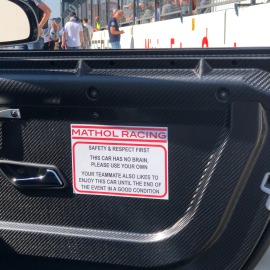 MATHOL RACING
SAFETY & RESPECT FIRST
THIS CAR HAS NO BRAIN,
PLEASE USE YOUR OWN
YOUR TEAMMATE ALSO LIKES TO
ENJOY THIS CAR UNTIL THE END OF
THE EVENT IN A GOOD CONDITION